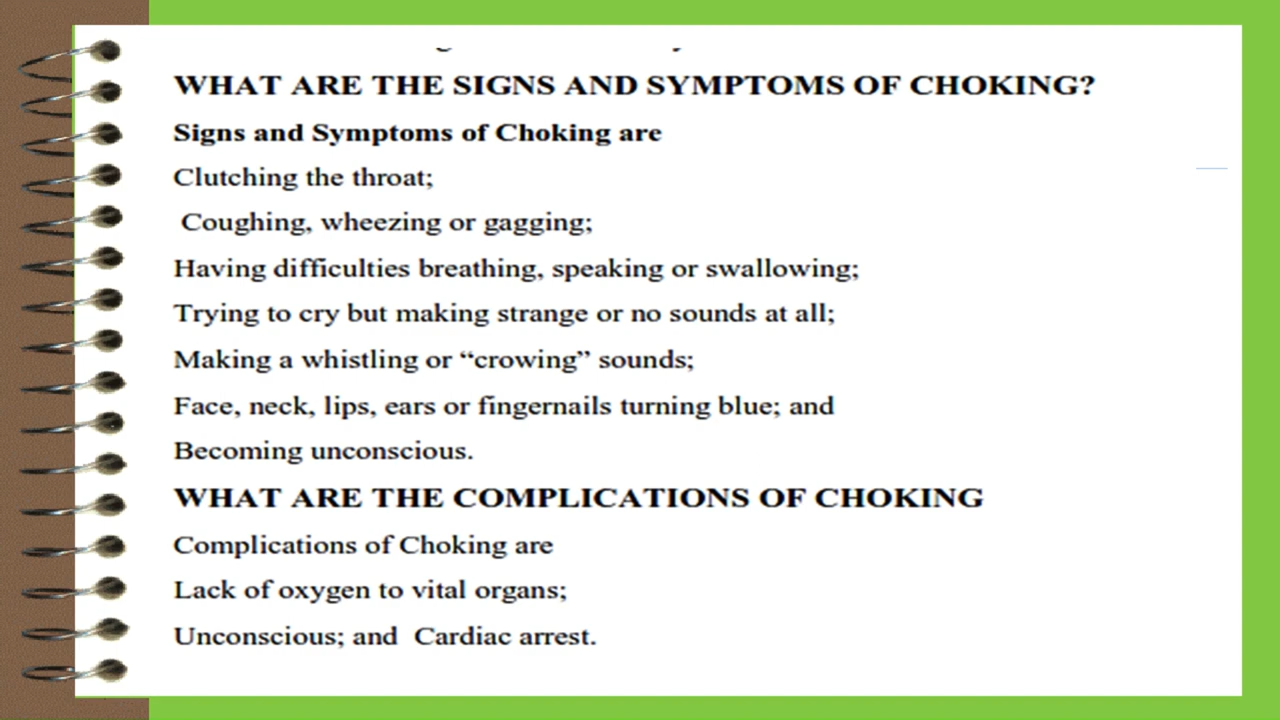 WHAT ARE THE SIGNS AND SYMPTOMS OF CHOKING?
Signs and Symptoms of Choking are
Clutching the throat;
Coughing, wheezing or gagging;
Having difficulties breathing, speaking or swallowing;
Trying to cry but making strange or no sounds at all;
Making a whistling or “crowing” sounds;
Face, neck, lips, ears or fingernails turning blue; and
Becoming unconscious.
WHAT ARE THE COMPLICATIONS OF CHOKING
Complications of Choking are
Lack of oxygen to vital organs;
Unconscious; and  Cardiac arrest.